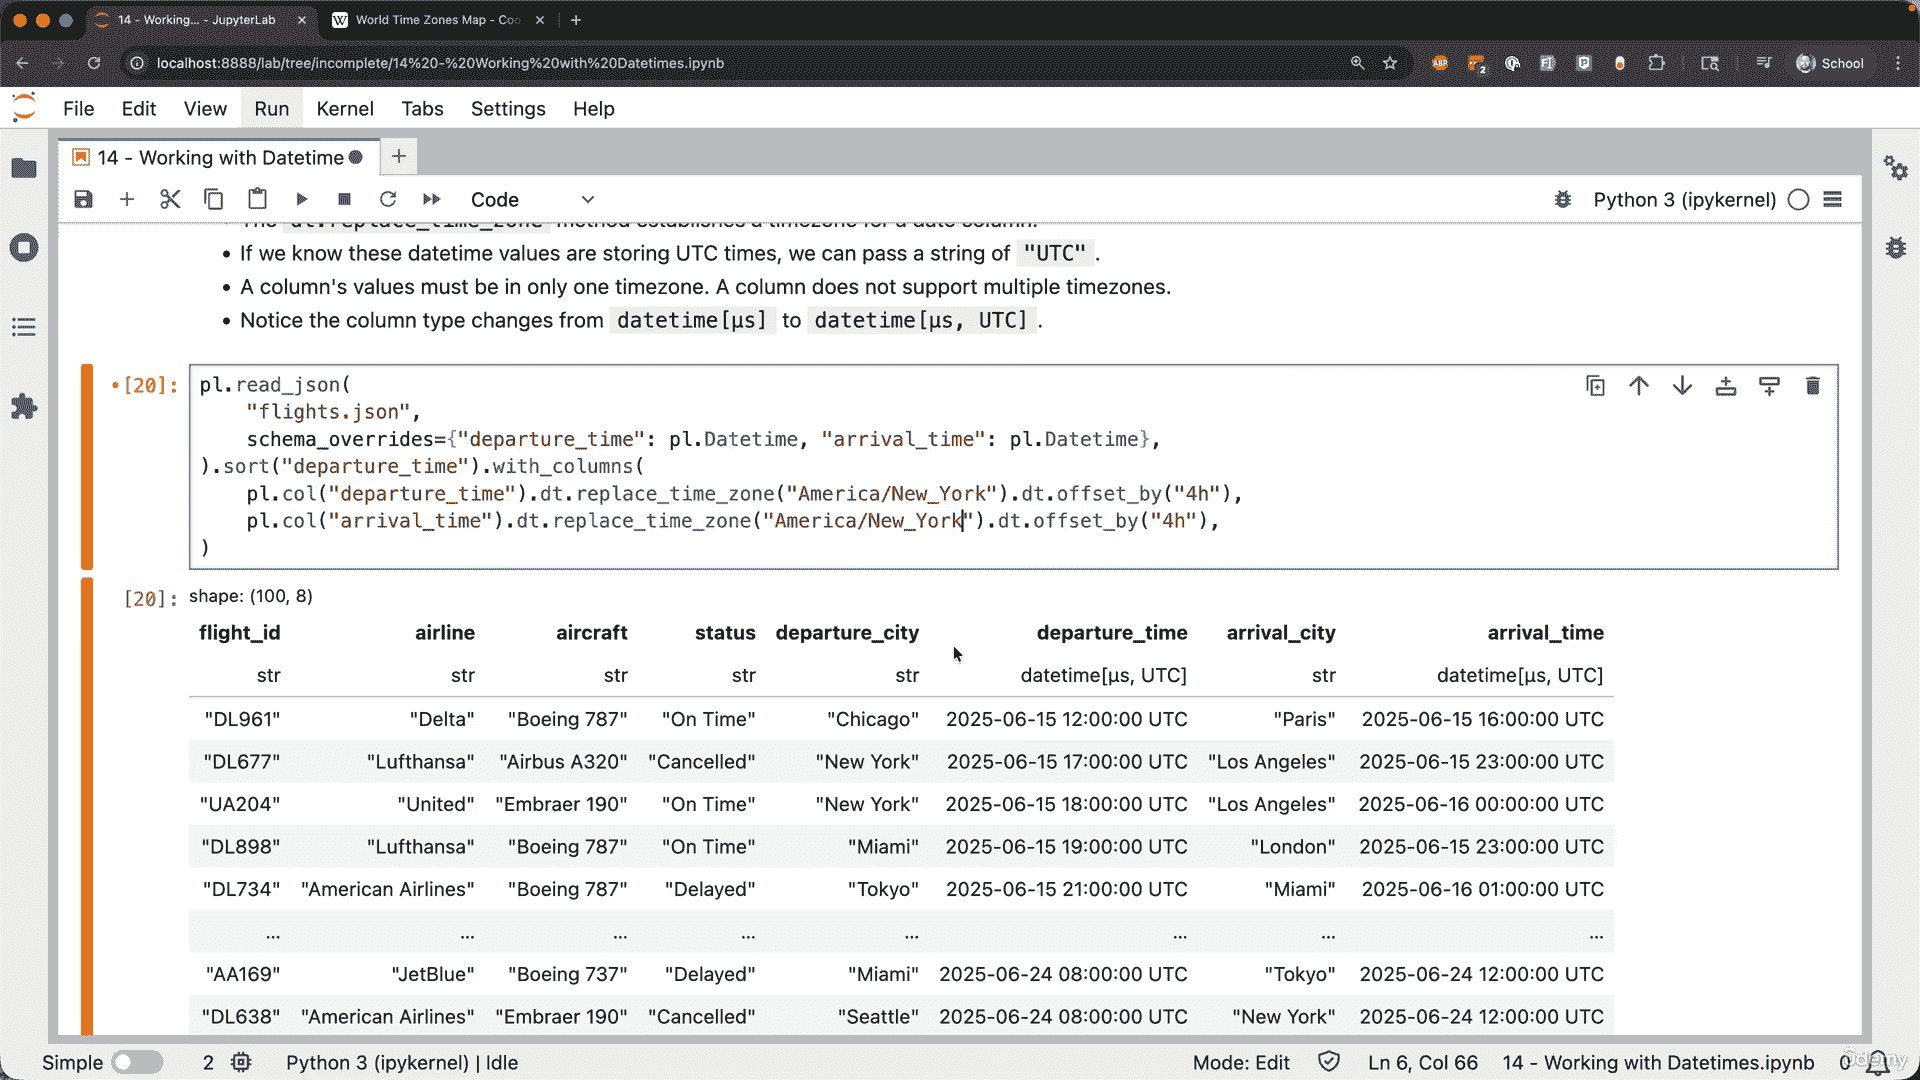 14 - Working... - JupyterLab
World Time Zones Map - Coo
localhost:8888/lab/tree/incomplete/14%20-%20Working%20with%20Datetimes.ipynb
ABP
2
School
File Edit View Run Kernel Tabs Settings Help
14 - Working with Datetime
Code
Python 3 (ipykernel)
The dt.replace_time_zone method establishes a timezone for a date column.
• If we know these datetime values are storing UTC times, we can pass a string of "UTC" .
• A column's values must be in only one timezone. A column does not support multiple timezones.
• Notice the column type changes from datetime[μs] to datetime[μs, UTC] .
[20]:
pl.read_json(
"flights.json",
schema_overrides={"departure_time": pl.Datetime, "arrival_time": pl.Datetime},
).sort("departure_time").with_columns(
pl.col("departure_time").dt.replace_time_zone("America/New_York").dt.offset_by("4h"),
pl.col("arrival_time").dt.replace_time_zone("America/New_York").dt.offset_by("4h"),
)
[20]: shape: (100, 8)
flight_id airline aircraft status departure_city departure_time arrival_city arrival_time
str str str str str datetime[μs, UTC] str datetime[μs, UTC]
"DL961" "Delta" "Boeing 787" "On Time" "Chicago" 2025-06-15 12:00:00 UTC "Paris" 2025-06-15 16:00:00 UTC
"DL677" "Lufthansa" "Airbus A320" "Cancelled" "New York" 2025-06-15 17:00:00 UTC "Los Angeles" 2025-06-15 23:00:00 UTC
"UA204" "United" "Embraer 190" "On Time" "New York" 2025-06-15 18:00:00 UTC "Los Angeles" 2025-06-16 00:00:00 UTC
"DL898" "Lufthansa" "Boeing 787" "On Time" "Miami" 2025-06-15 19:00:00 UTC "London" 2025-06-15 23:00:00 UTC
"DL734" "American Airlines" "Boeing 787" "Delayed" "Tokyo" 2025-06-15 21:00:00 UTC "Miami" 2025-06-16 01:00:00 UTC
... ... ... ... ... ... ... ...
"AA169" "JetBlue" "Boeing 737" "Delayed" "Miami" 2025-06-24 08:00:00 UTC "Tokyo" 2025-06-24 12:00:00 UTC
"DL638" "American Airlines" "Embraer 190" "Cancelled" "Seattle" 2025-06-24 08:00:00 UTC "New York" 2025-06-24 12:00:00 UTC
Simple 2 Python 3 (ipykernel) | Idle Mode: Edit Ln 6, Col 66 14 - Working with Datetimes.ipynb 0
Udemy